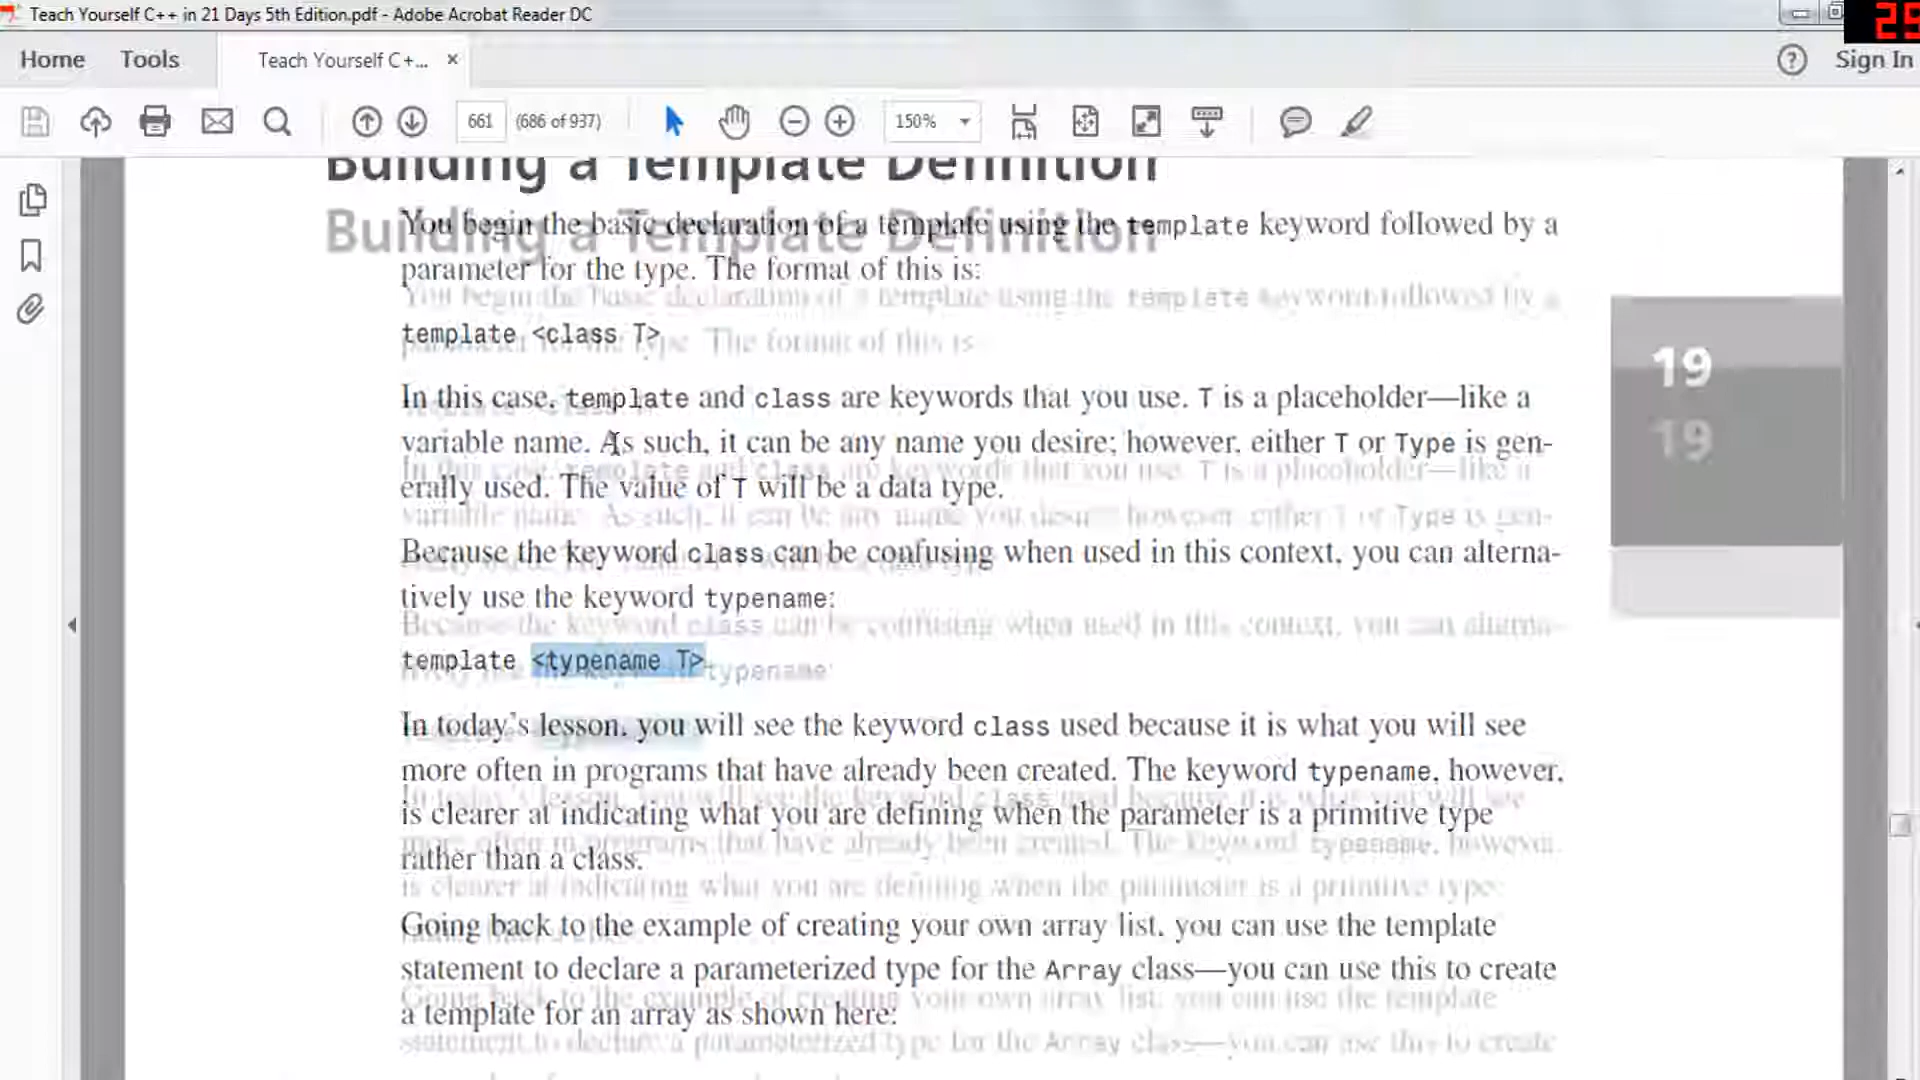 Teach Yourself C++ in 21 Days 5th Edition.pdf - Adobe Acrobat Reader DC
25
Home Tools Teach Yourself C+... × ? Sign In
661 (686 of 937) 150%
Building a Template Definition
You begin the basic declaration of a template using the template keyword followed by a
parameter for the type. The format of this is:
template <class T>
19
In this case, template and class are keywords that you use. T is a placeholder—like a
variable name. As such, it can be any name you desire; however, either T or Type is gen-
erally used. The value of T will be a data type.
Because the keyword class can be confusing when used in this context, you can alterna-
tively use the keyword typename:
template <typename T>
In today's lesson, you will see the keyword class used because it is what you will see
more often in programs that have already been created. The keyword typename, however,
is clearer at indicating what you are defining when the parameter is a primitive type
rather than a class.
Going back to the example of creating your own array list, you can use the template
statement to declare a parameterized type for the Array class—you can use this to create
a template for an array as shown here: